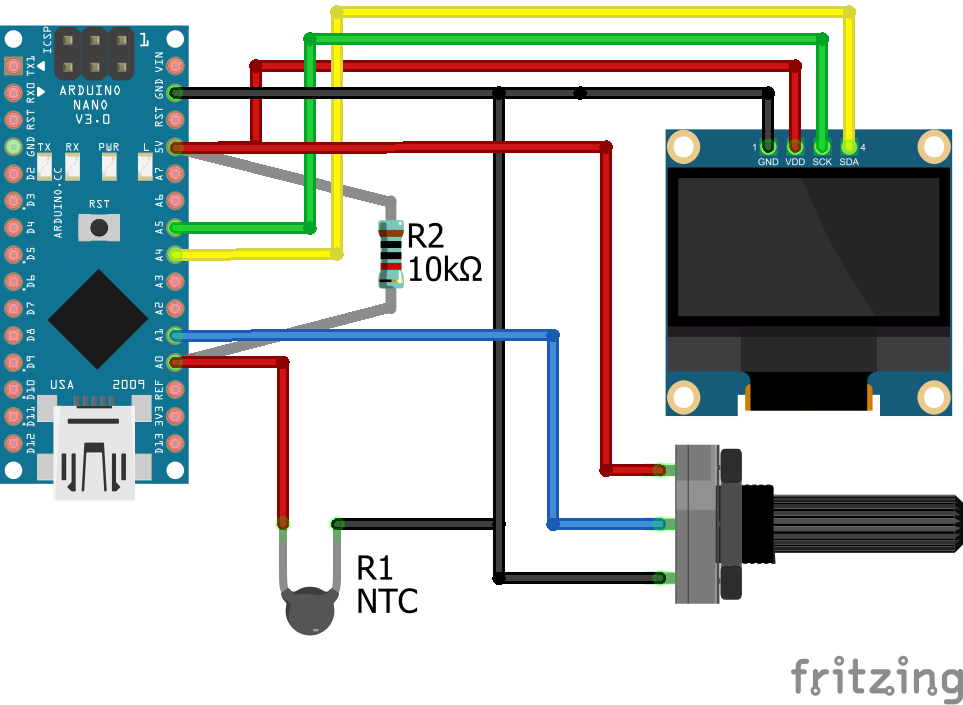 ICSP
1
TX1
RX0
RST
GND
D2
D3
D4
D5
D6
D7
D8
D9
D10
D11
D12
VIN
GND
RST
5V
A7
A6
A5
A4
A3
A2
A1
A0
REF
3V3
D13
ARDUINO
NANO
V3.0
TX RX PWR L
ARDUINO.CC
RST
USA 2009
R2
10kΩ
1 4
GND VDD SCK SDA
R1
NTC
fritzing